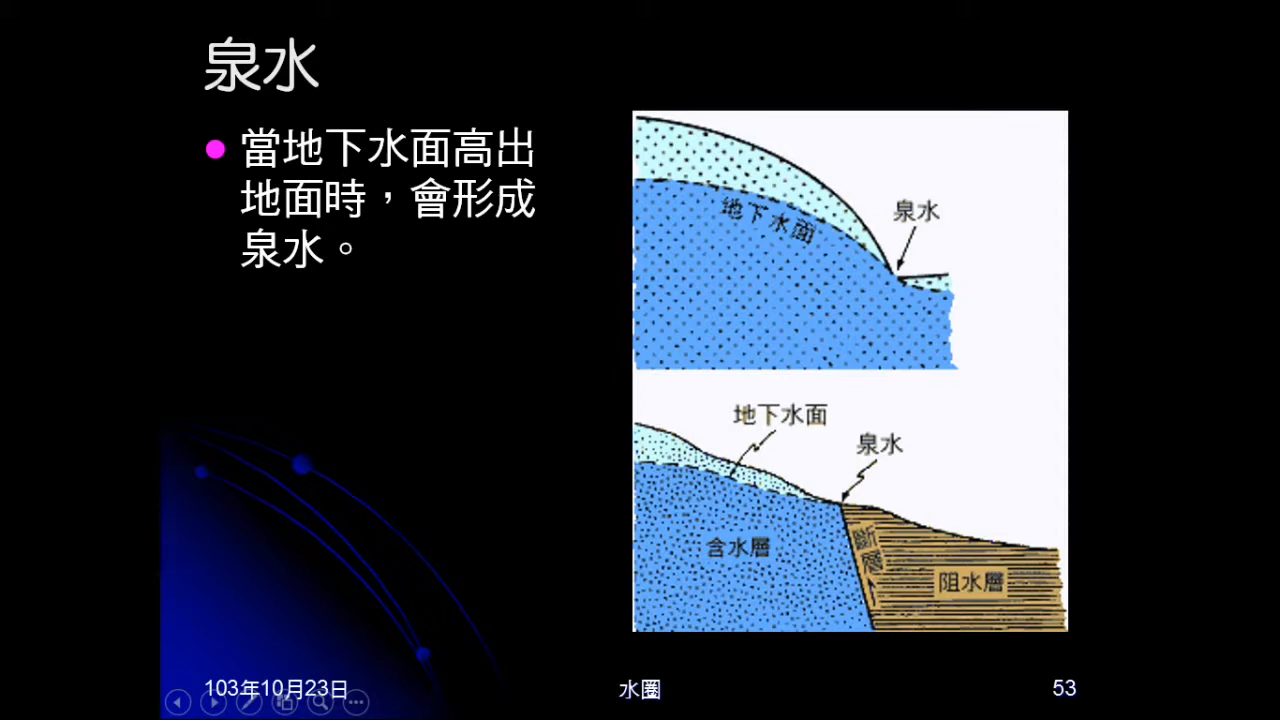 泉水
當地下水面高出
地面時，會形成
泉水。
地下水面
泉水
地下水面
泉水
含水層
斷層
阻水層
103年10月23日
水圈
53